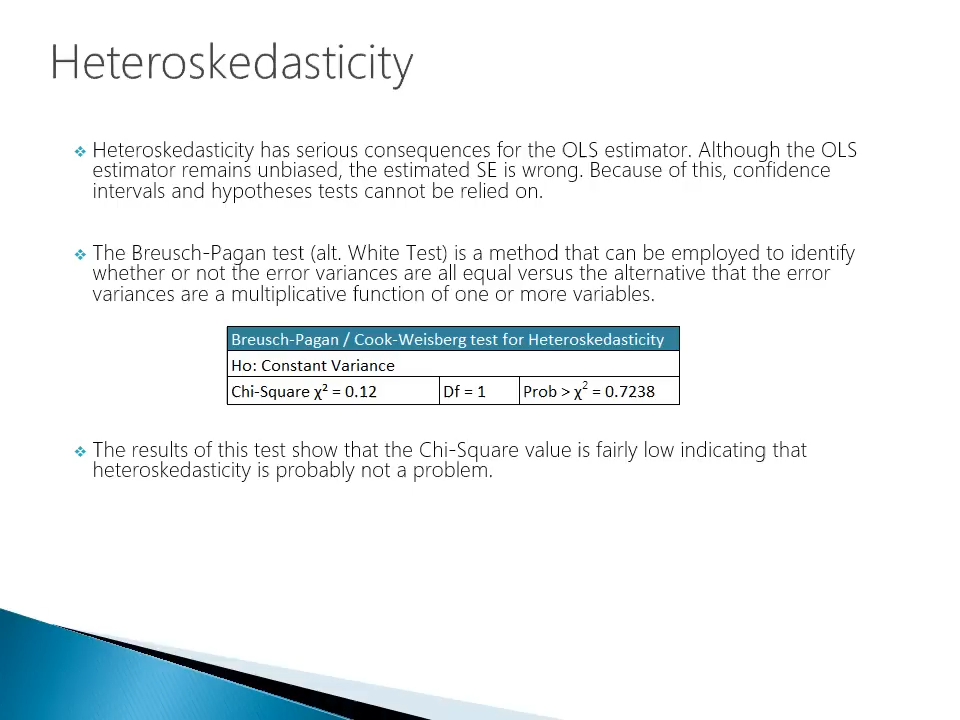 Heteroskedasticity
❖ Heteroskedasticity has serious consequences for the OLS estimator. Although the OLS
estimator remains unbiased, the estimated SE is wrong. Because of this, confidence
intervals and hypotheses tests cannot be relied on.
❖ The Breusch-Pagan test (alt. White Test) is a method that can be employed to identify
whether or not the error variances are all equal versus the alternative that the error
variances are a multiplicative function of one or more variables.
Breusch-Pagan / Cook-Weisberg test for Heteroskedasticity
Ho: Constant Variance
Chi-Square χ² = 0.12 Df = 1 Prob > χ² = 0.7238
❖ The results of this test show that the Chi-Square value is fairly low indicating that
heteroskedasticity is probably not a problem.